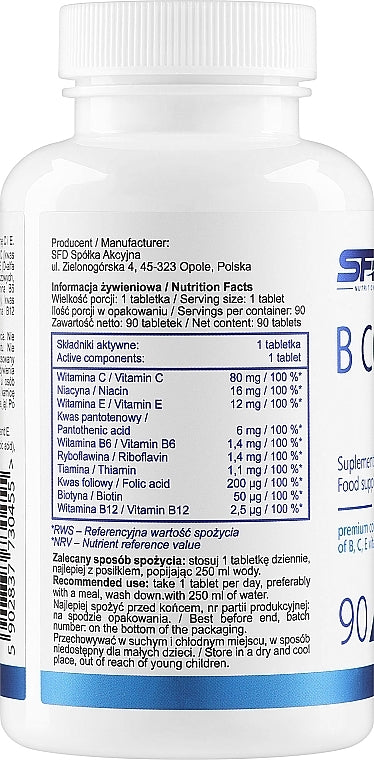 Producent / Manufacturer:
SFD Spółka Akcyjna
ul. Zielonogórska 4, 45-323 Opole, Polska
Informacja żywieniowa / Nutrition Facts
Wielkość porcji: 1 tabletka / Serving size: 1 tablet
Ilość porcji w opakowaniu / Servings per container: 90
Zawartość netto: 90 tabletek / Net content: 90 tablets
Składniki aktywne: 1 tabletka
Active components: 1 tablet
Witamina C / Vitamin C 80 mg / 100 %*
Niacyna / Niacin 16 mg / 100 %*
Witamina E / Vitamin E 12 mg / 100 %*
Kwas pantotenowy /
Pantothenic acid 6 mg / 100 %*
Witamina B6 / Vitamin B6 1,4 mg / 100 %*
Ryboflawina / Riboflavin 1,4 mg / 100 %*
Tiamina / Thiamin 1,1 mg / 100 %*
Kwas foliowy / Folic acid 200 µg / 100 %*
Biotyna / Biotin 50 µg / 100 %*
Witamina B12 / Vitamin B12 2,5 µg / 100 %*
*RWS – Referencyjna wartość spożycia
*NRV – Nutrient reference value
Zalecany sposób spożycia: stosuj 1 tabletkę dziennie,
najlepiej z posiłkiem, popijając 250 ml wody.
Recommended use: take 1 tablet per day, preferably
with a meal, wash down with 250 ml of water.
Najlepiej spożyć przed końcem, nr partii produkcyjnej:
na spodzie opakowania. / Best before end, batch
number: on the bottom of the packaging.
Przechowywać w suchym i chłodnym miejscu, w sposób
niedostępny dla małych dzieci. / Store in a dry and cool
place, out of reach of young children.
5 902837 730455 >
SFD
NUTRITION
B CO
Suplement
Food supp
premium co
of B, C, E vit
90